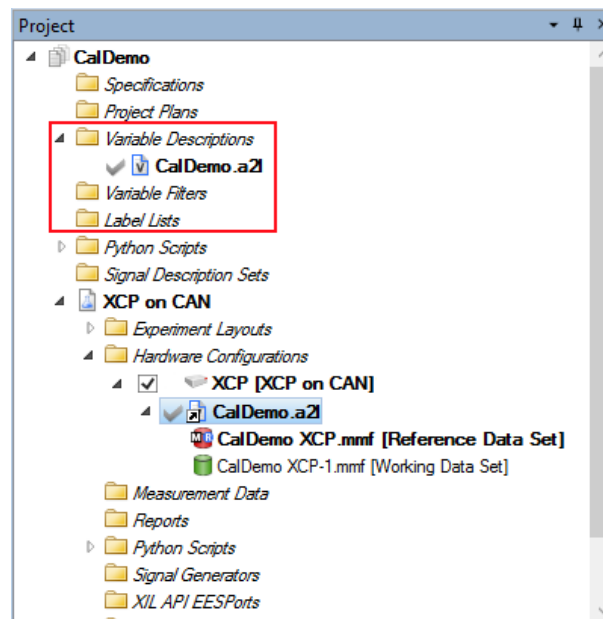 Project
CalDemo
Specifications
Project Plans
Variable Descriptions
CalDemo.a2l
Variable Filters
Label Lists
Python Scripts
Signal Description Sets
XCP on CAN
Experiment Layouts
Hardware Configurations
XCP [XCP on CAN]
CalDemo.a2l
CalDemo XCP.mmf [Reference Data Set]
CalDemo XCP-1.mmf [Working Data Set]
Measurement Data
Reports
Python Scripts
Signal Generators
XIL API EESPorts